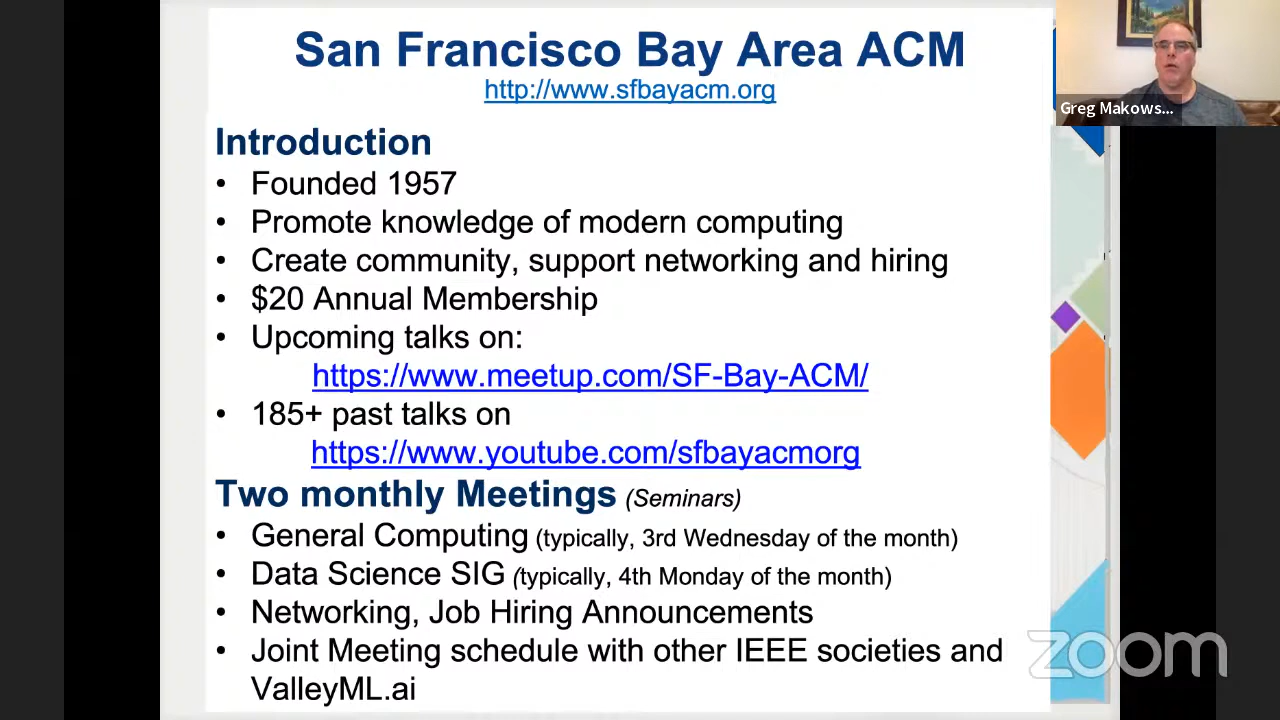 San Francisco Bay Area ACM
http://www.sfbayacm.org
Greg Makows...
Introduction
• Founded 1957
• Promote knowledge of modern computing
• Create community, support networking and hiring
• $20 Annual Membership
• Upcoming talks on:
https://www.meetup.com/SF-Bay-ACM/
• 185+ past talks on
https://www.youtube.com/sfbayacmorg
Two monthly Meetings (Seminars)
• General Computing (typically, 3rd Wednesday of the month)
• Data Science SIG (typically, 4th Monday of the month)
• Networking, Job Hiring Announcements
• Joint Meeting schedule with other IEEE societies and
ValleyML.ai
zoom